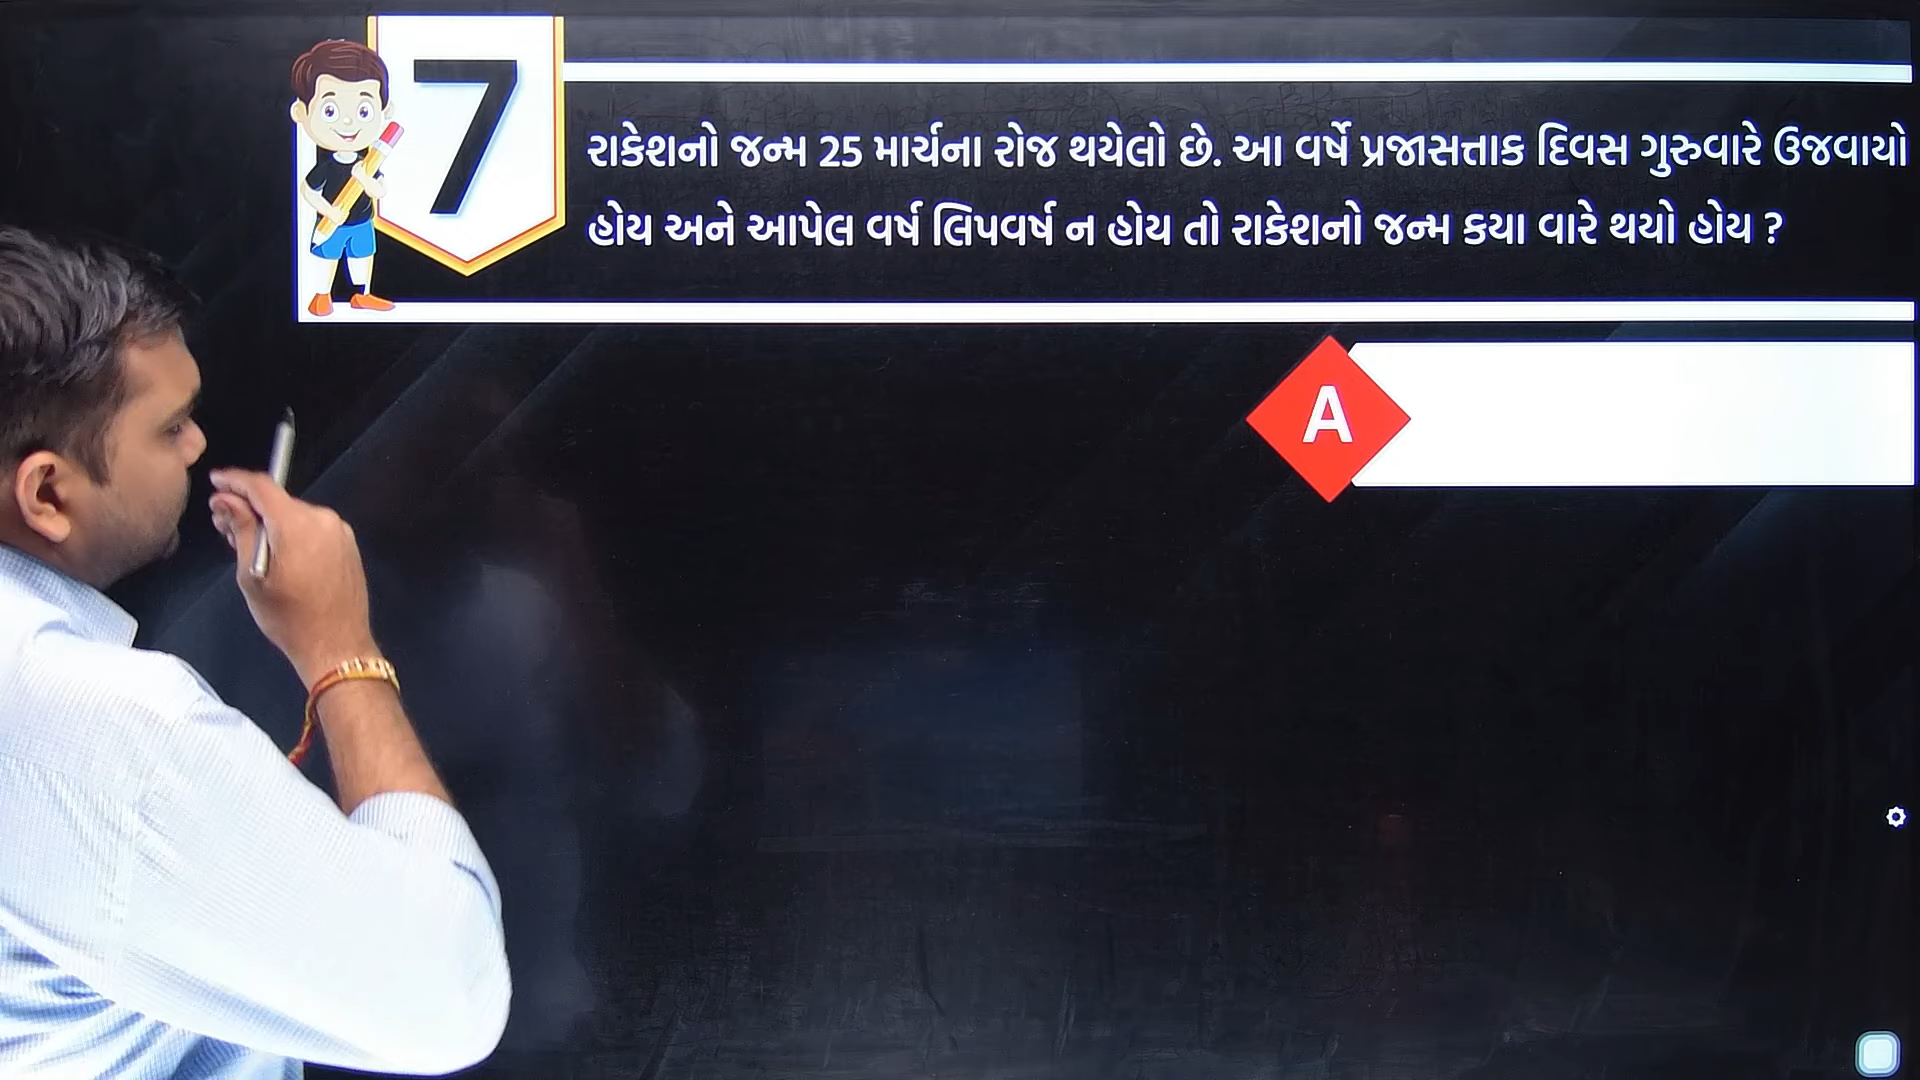 7
રાકેશનો જન્મ 25 માર્ચના રોજ થયેલો છે. આ વર્ષે પ્રજાસત્તાક દિવસ ગુરુવારે ઉજવાયો
હોય અને આપેલ વર્ષ લિપવર્ષ ન હોય તો રાકેશનો જન્મ કયા વારે થયો હોય ?
A